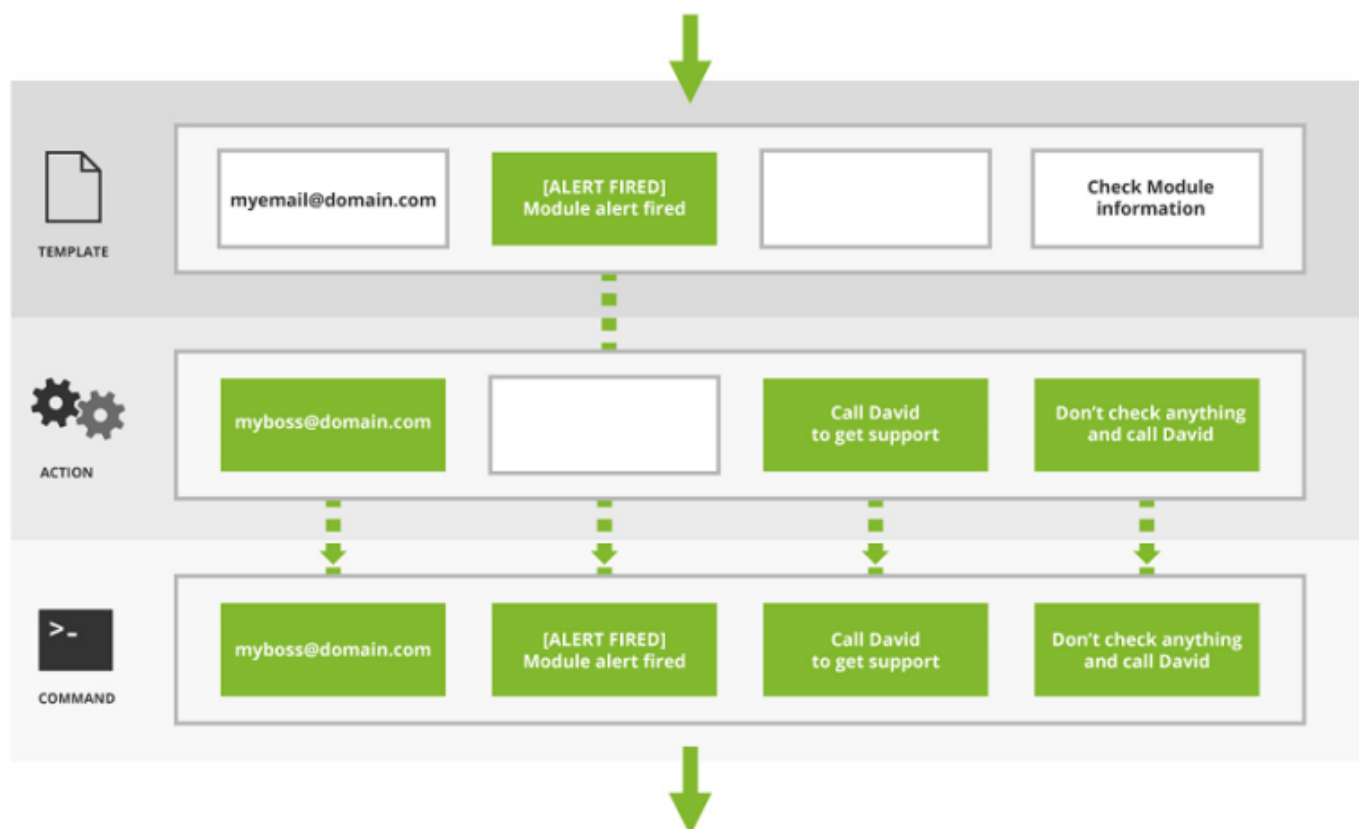 myemail@domain.com
[ALERT FIRED]
Module alert fired
Check Module
information
TEMPLATE
myboss@domain.com
Call David
to get support
Don't check anything
and call David
ACTION
>-
myboss@domain.com
[ALERT FIRED]
Module alert fired
Call David
to get support
Don't check anything
and call David
COMMAND